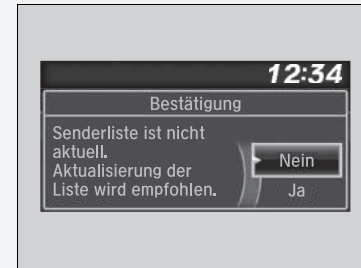 12:34
Bestätigung
Senderliste ist nicht
aktuell.
Aktualisierung der
Liste wird empfohlen.
Nein
Ja